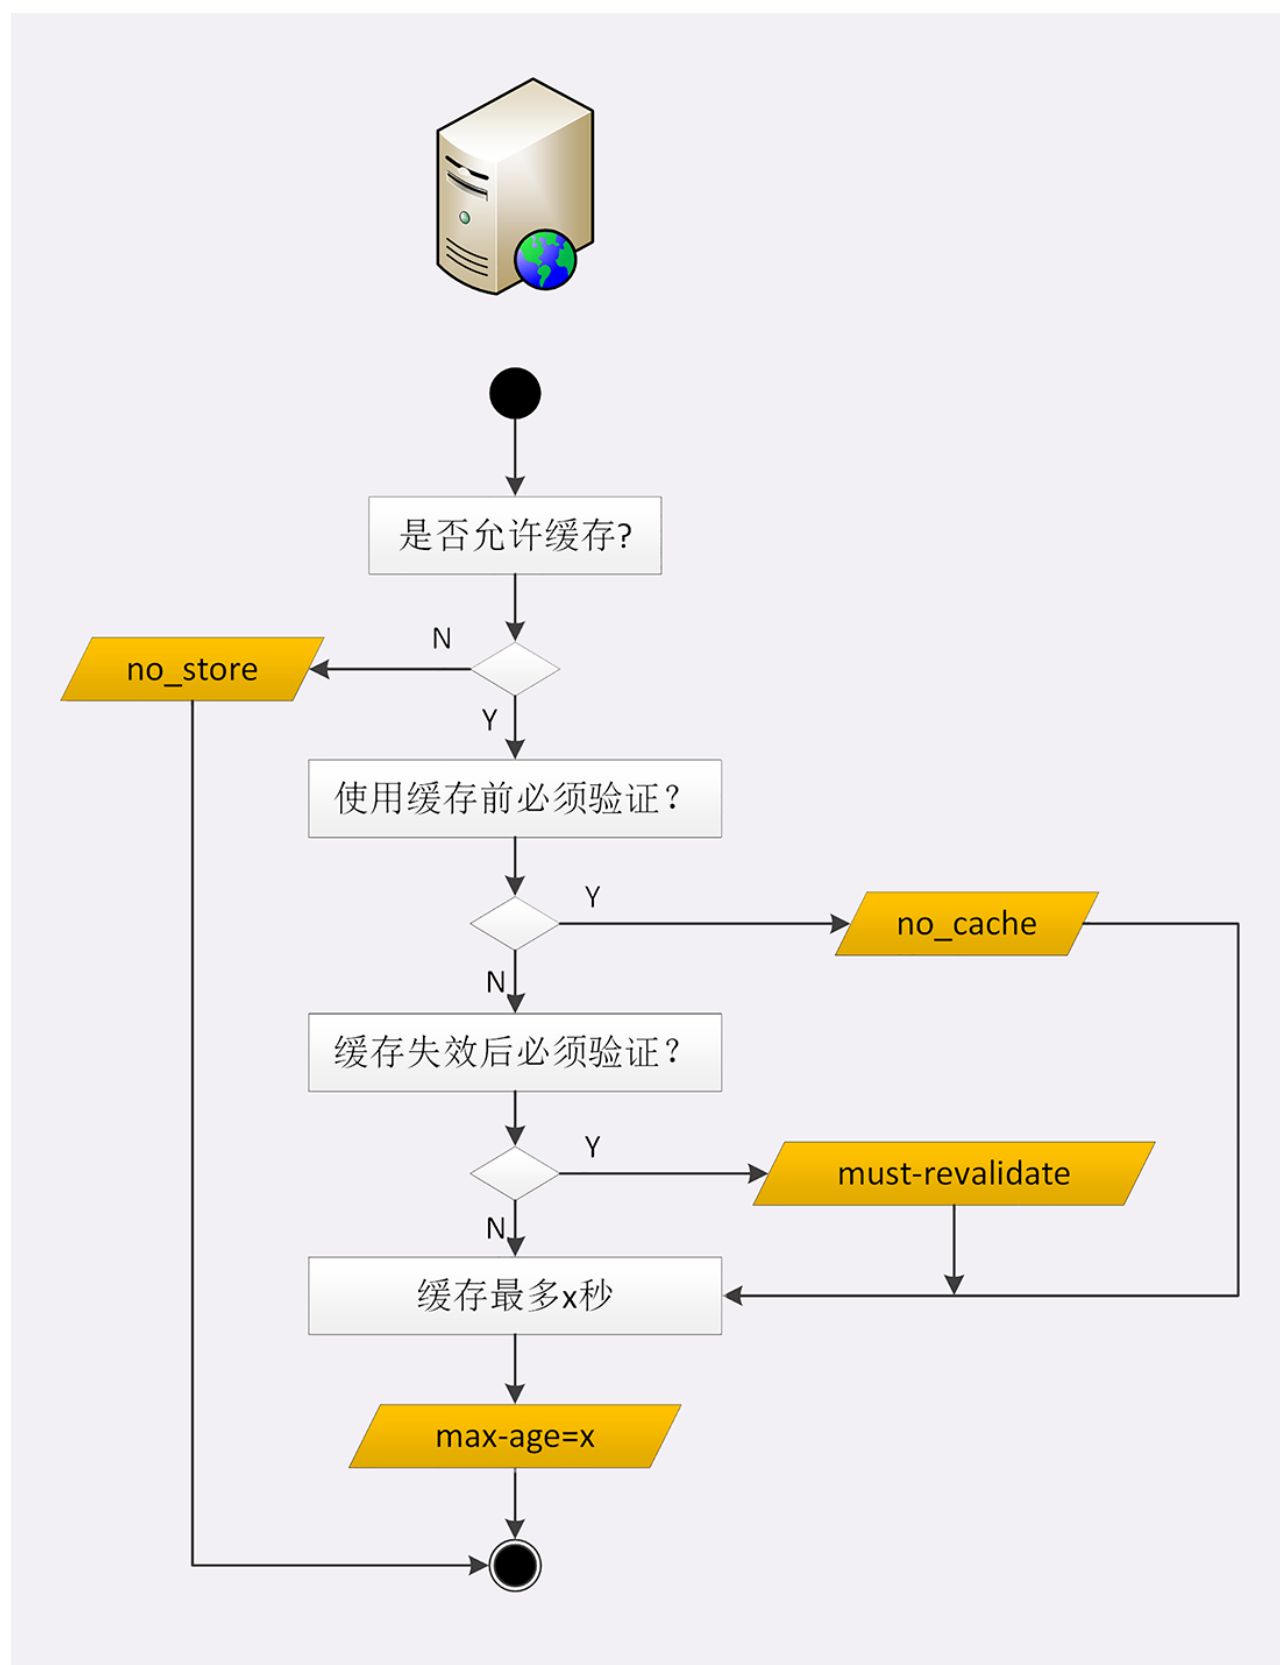 是否允许缓存?
N
no_store
Y
使用缓存前必须验证？
Y
no_cache
N
缓存失效后必须验证？
Y
must-revalidate
N
缓存最多x秒
max-age=x